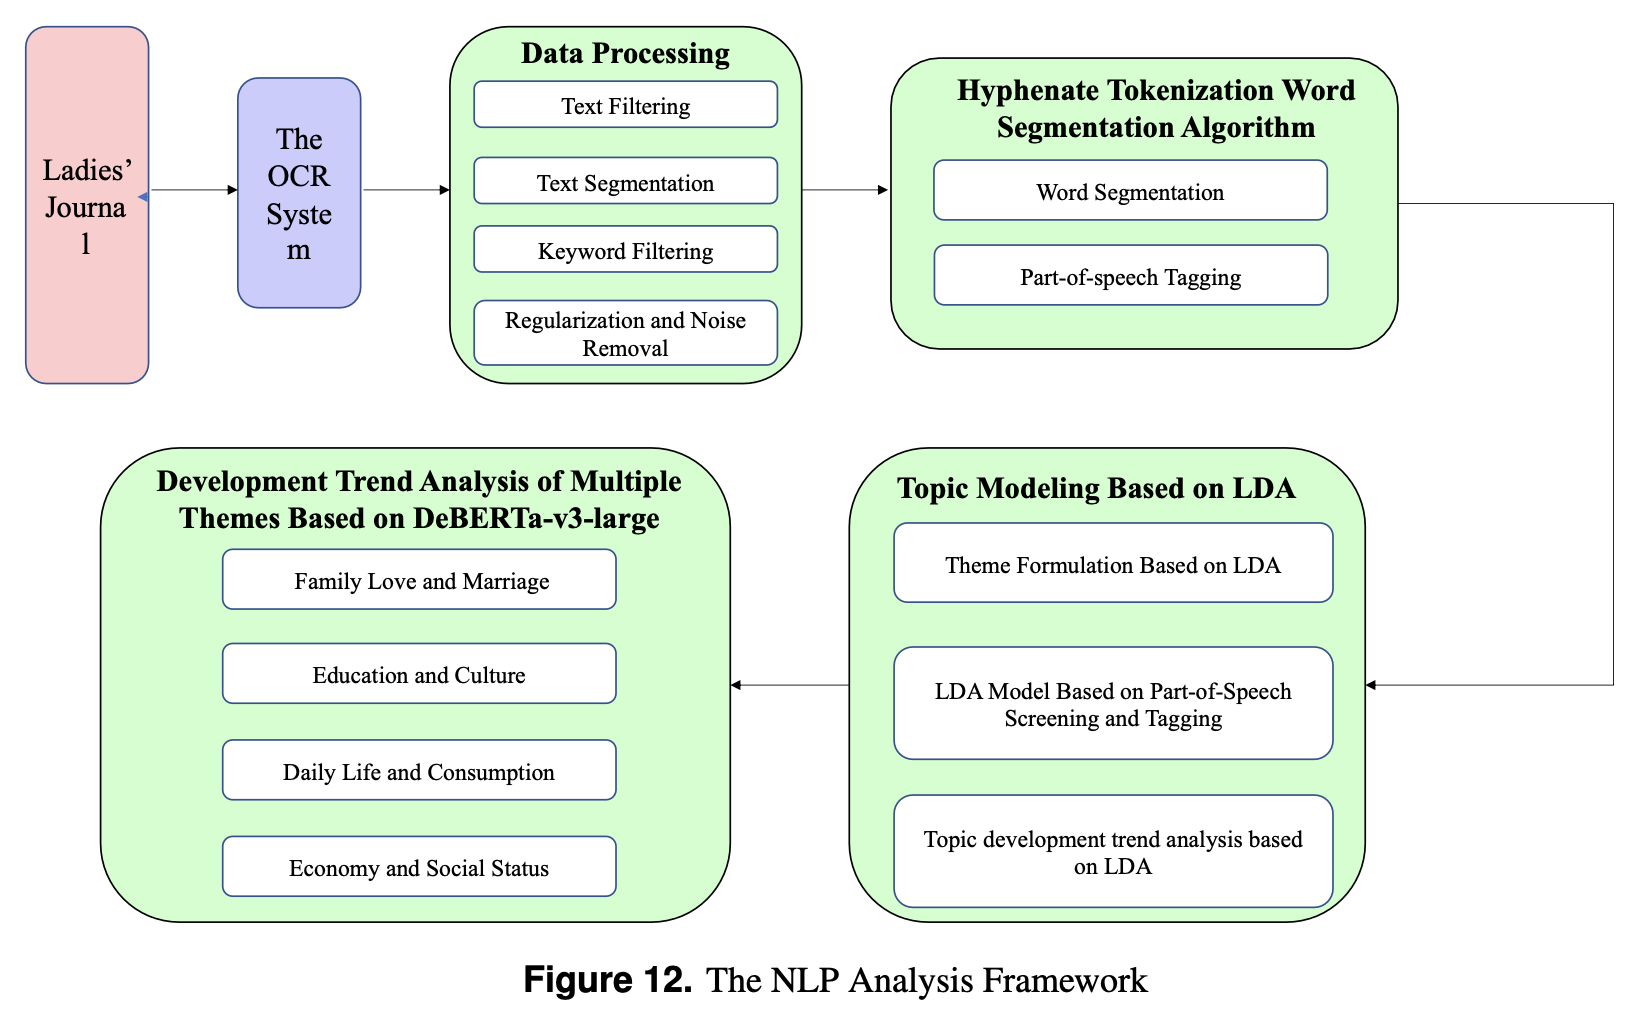 Ladies’
Journa
l
The
OCR
Syste
m
Data Processing
Text Filtering
Text Segmentation
Keyword Filtering
Regularization and Noise
Removal
Hyphenate Tokenization Word
Segmentation Algorithm
Word Segmentation
Part-of-speech Tagging
Development Trend Analysis of Multiple
Themes Based on DeBERTa-v3-large
Family Love and Marriage
Education and Culture
Daily Life and Consumption
Economy and Social Status
Topic Modeling Based on LDA
Theme Formulation Based on LDA
LDA Model Based on Part-of-Speech
Screening and Tagging
Topic development trend analysis based
on LDA
Figure 12. The NLP Analysis Framework